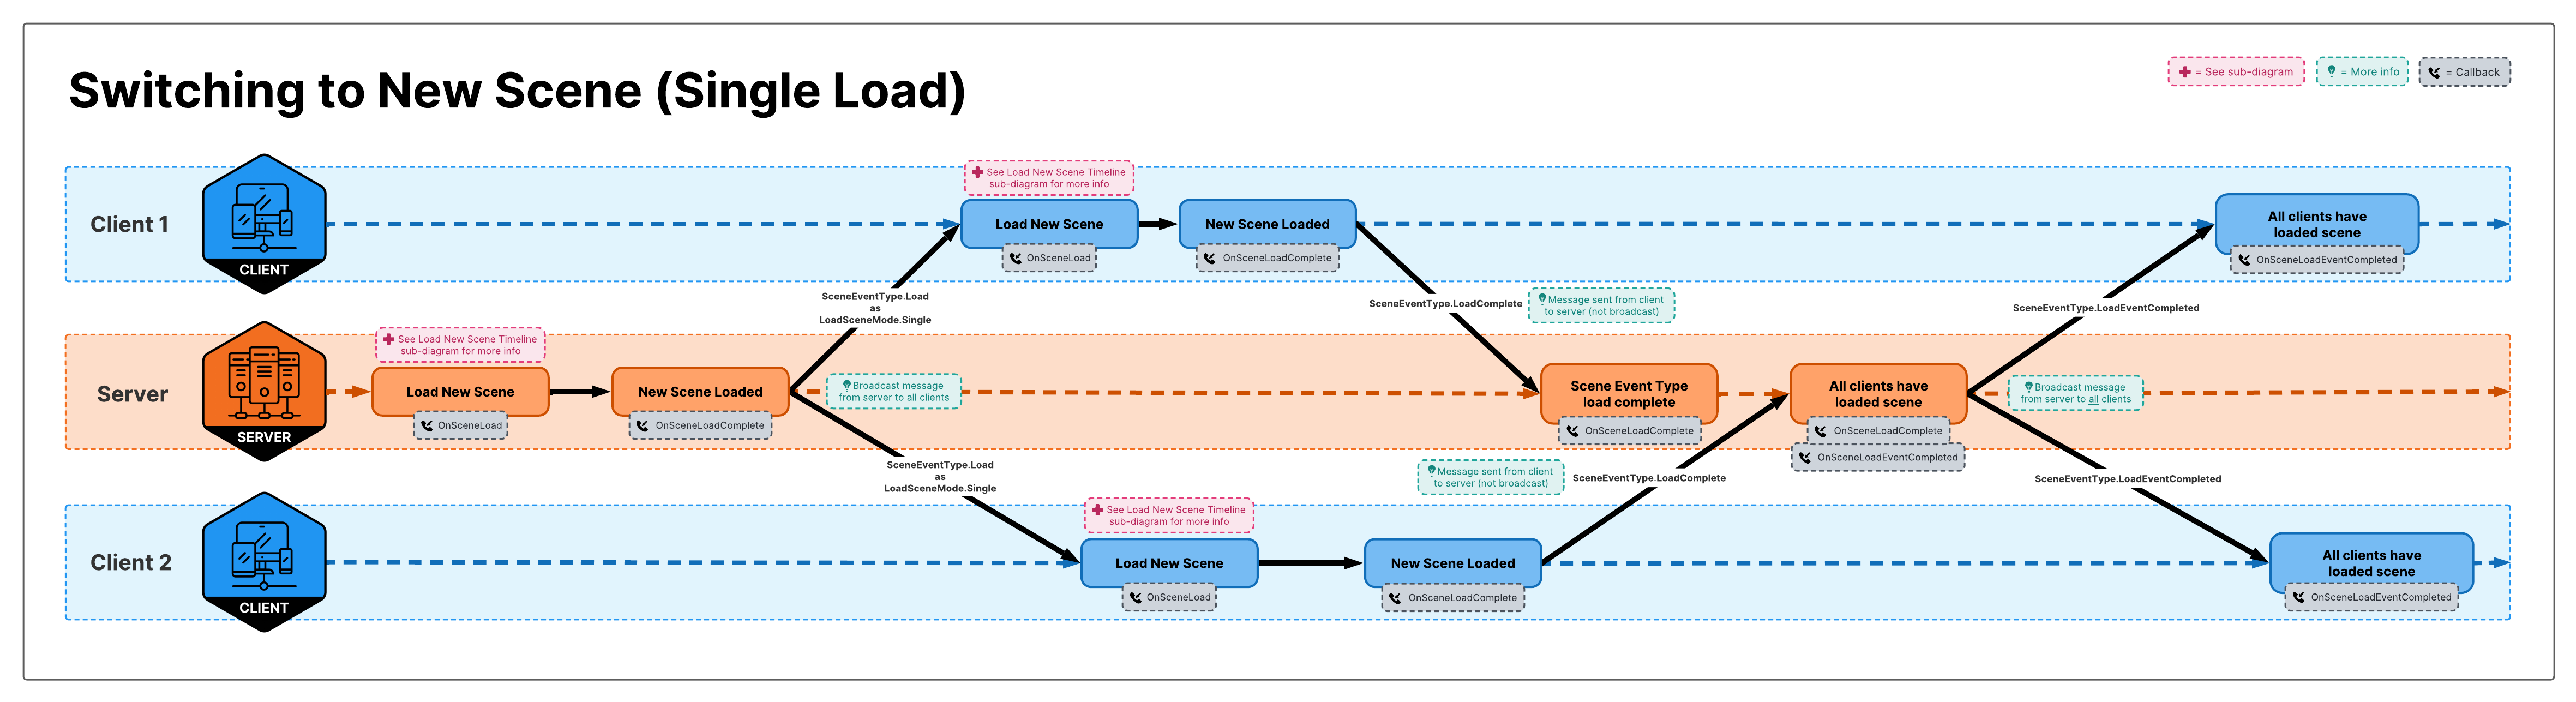 Switching to New Scene (Single Load)
= See sub-diagram
= More info
= Callback
Client 1
CLIENT
See Load New Scene Timeline
sub-diagram for more info
Load New Scene
OnSceneLoad
New Scene Loaded
OnSceneLoadComplete
All clients have
loaded scene
OnSceneLoadEventCompleted
SceneEventType.Load
as
LoadSceneMode.Single
SceneEventType.LoadComplete
Message sent from client
to server (not broadcast)
SceneEventType.LoadEventCompleted
Server
SERVER
See Load New Scene Timeline
sub-diagram for more info
Load New Scene
OnSceneLoad
New Scene Loaded
OnSceneLoadComplete
Broadcast message
from server to all clients
Scene Event Type
load complete
OnSceneLoadComplete
All clients have
loaded scene
OnSceneLoadComplete
OnSceneLoadEventCompleted
Broadcast message
from server to all clients
SceneEventType.Load
as
LoadSceneMode.Single
Message sent from client
to server (not broadcast)
SceneEventType.LoadComplete
SceneEventType.LoadEventCompleted
Client 2
CLIENT
See Load New Scene Timeline
sub-diagram for more info
Load New Scene
OnSceneLoad
New Scene Loaded
OnSceneLoadComplete
All clients have
loaded scene
OnSceneLoadEventCompleted